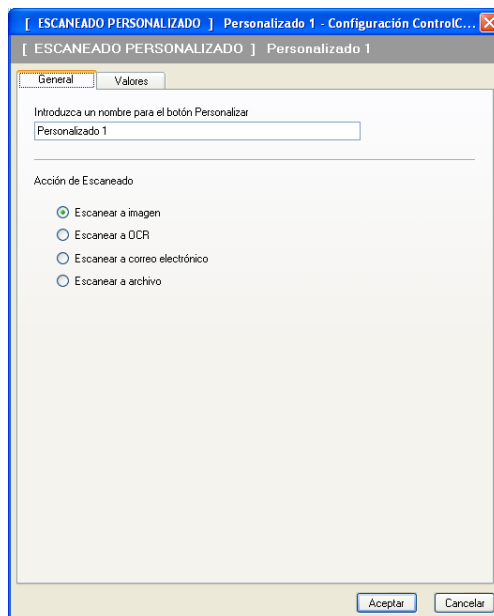 [ ESCANEADO PERSONALIZADO ] Personalizado 1 - Configuración ControlC...
[ ESCANEADO PERSONALIZADO ] Personalizado 1
General Valores
Introduzca un nombre para el botón Personalizar
Personalizado 1
Acción de Escaneado
Escanear a imagen
Escanear a OCR
Escanear a correo electrónico
Escanear a archivo
Aceptar Cancelar